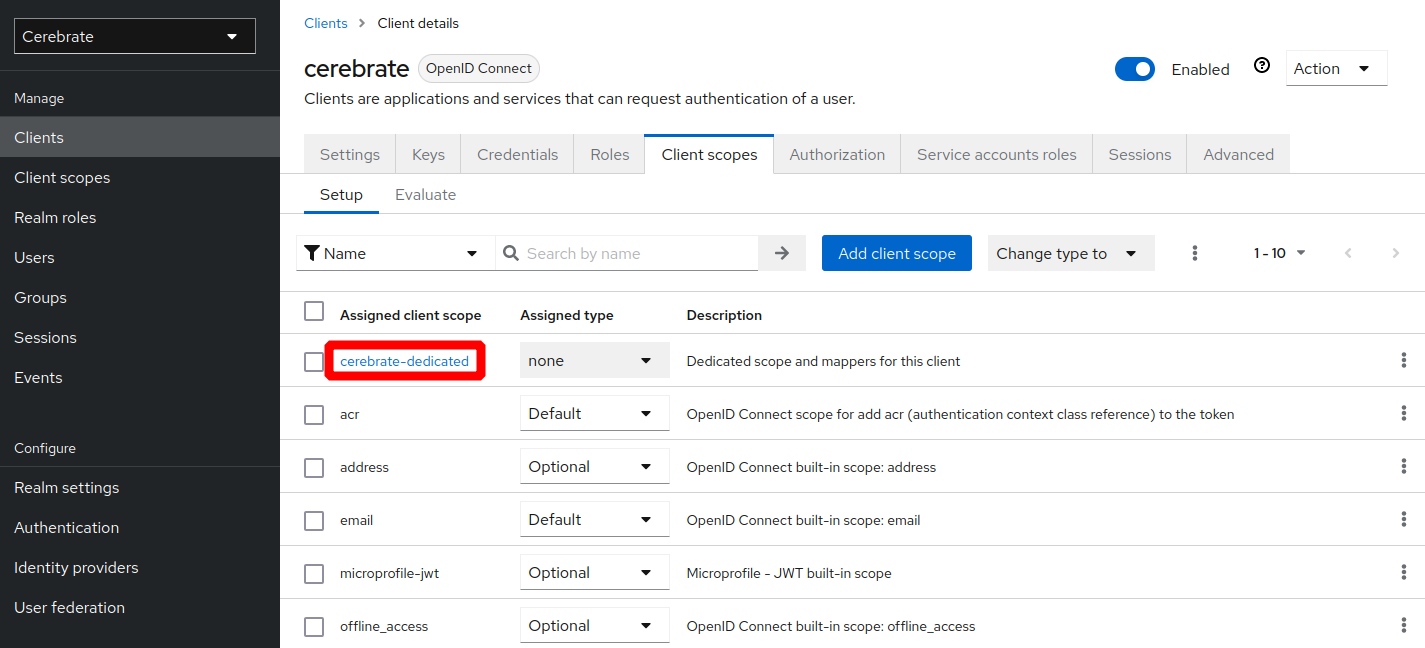 Cerebrate
Manage
Clients
Client scopes
Realm roles
Users
Groups
Sessions
Events
Configure
Realm settings
Authentication
Identity providers
User federation
Clients > Client details
cerebrate OpenID Connect
Enabled ? Action
Clients are applications and services that can request authentication of a user.
Settings Keys Credentials Roles Client scopes Authorization Service accounts roles Sessions Advanced
Setup Evaluate
Name Search by name Add client scope Change type to 1 - 10
Assigned client scope Assigned type Description
cerebrate-dedicated none Dedicated scope and mappers for this client
acr Default OpenID Connect scope for add acr (authentication context class reference) to the token
address Optional OpenID Connect built-in scope: address
email Default OpenID Connect built-in scope: email
microprofile-jwt Optional Microprofile - JWT built-in scope
offline_access Optional OpenID Connect built-in scope: offline_access